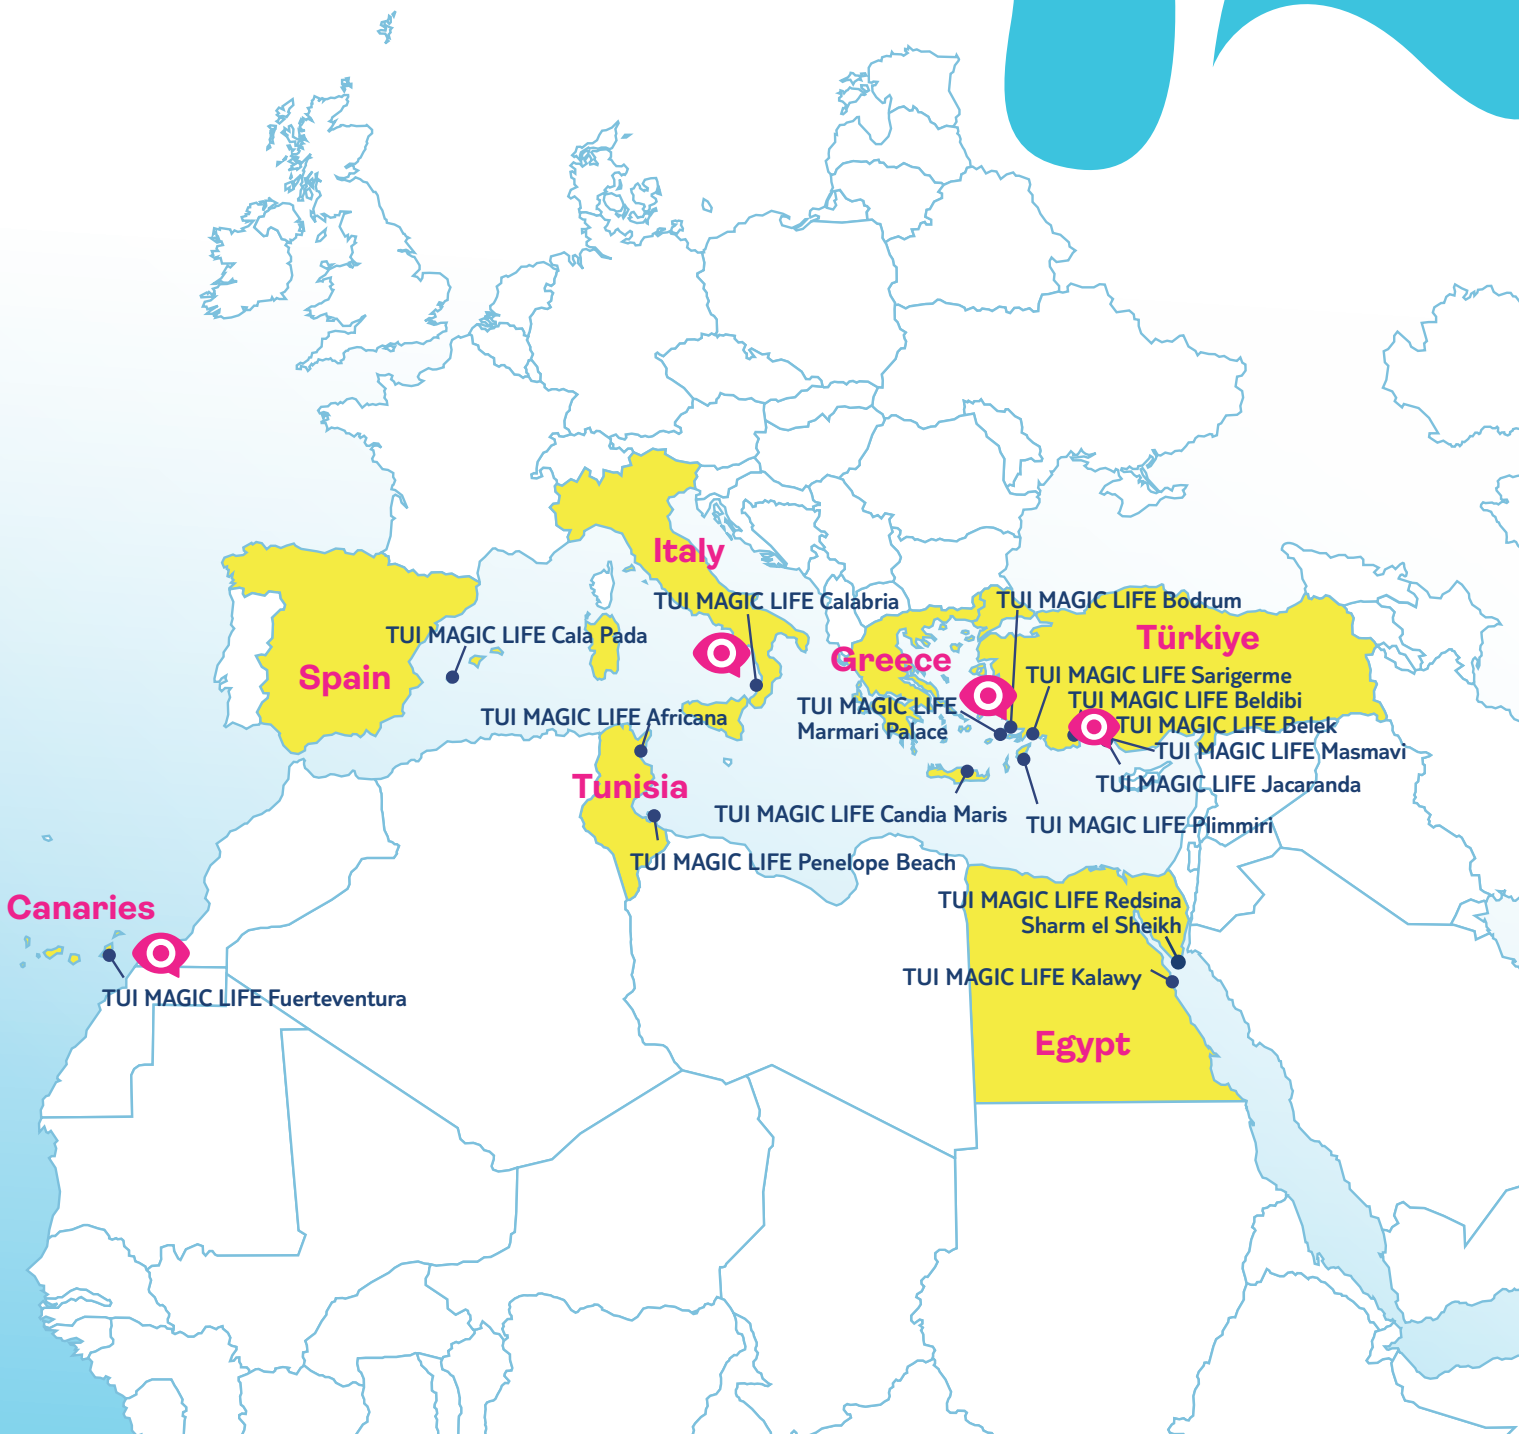 Italy
TUI MAGIC LIFE Calabria
TUI MAGIC LIFE Bodrum
TUI MAGIC LIFE Cala Pada
Türkiye
Spain
Greece
TUI MAGIC LIFE Sarigerme
TUI MAGIC LIFE Beldibi
TUI MAGIC LIFE
Marmari Palace
TUI MAGIC LIFE Africana
TUI MAGIC LIFE Belek
TUI MAGIC LIFE Masmavi
Tunisia
TUI MAGIC LIFE Jacaranda
TUI MAGIC LIFE Candia Maris
TUI MAGIC LIFE Plimmiri
TUI MAGIC LIFE Penelope Beach
Canaries
TUI MAGIC LIFE Redsina
Sharm el Sheikh
TUI MAGIC LIFE Kalawy
TUI MAGIC LIFE Fuerteventura
Egypt